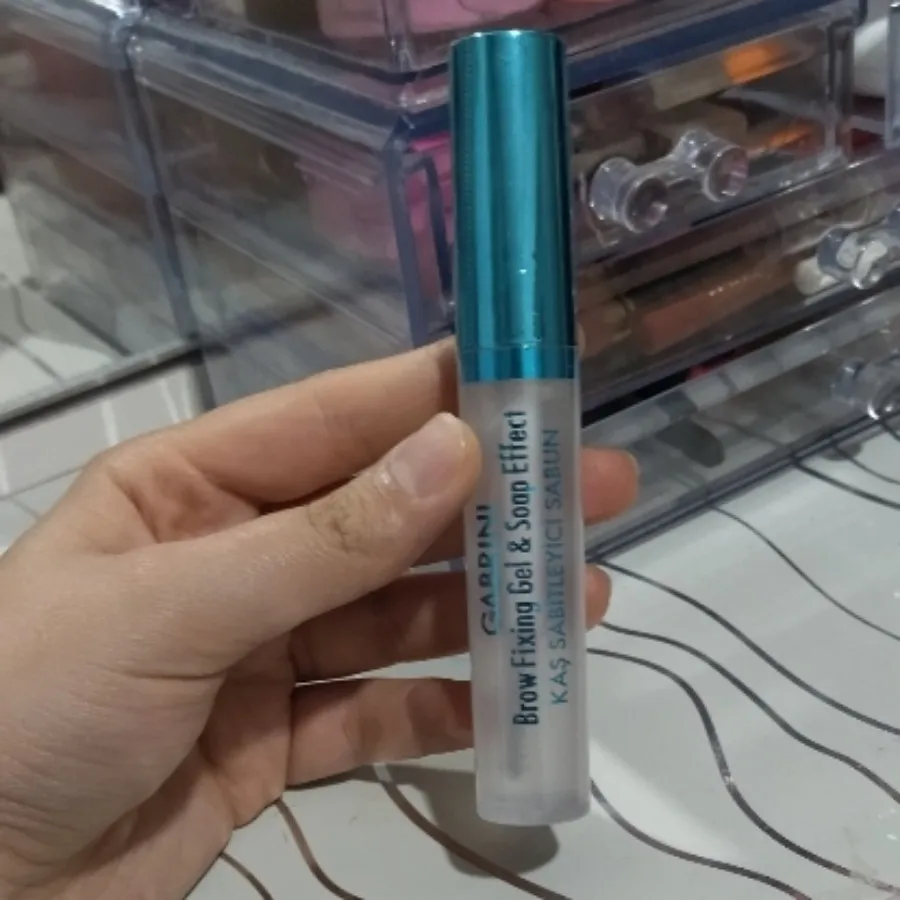 GABRINI
Brow Fixing Gel & Soap Effect
KAŞ SABİTLEYİCİ SABUN